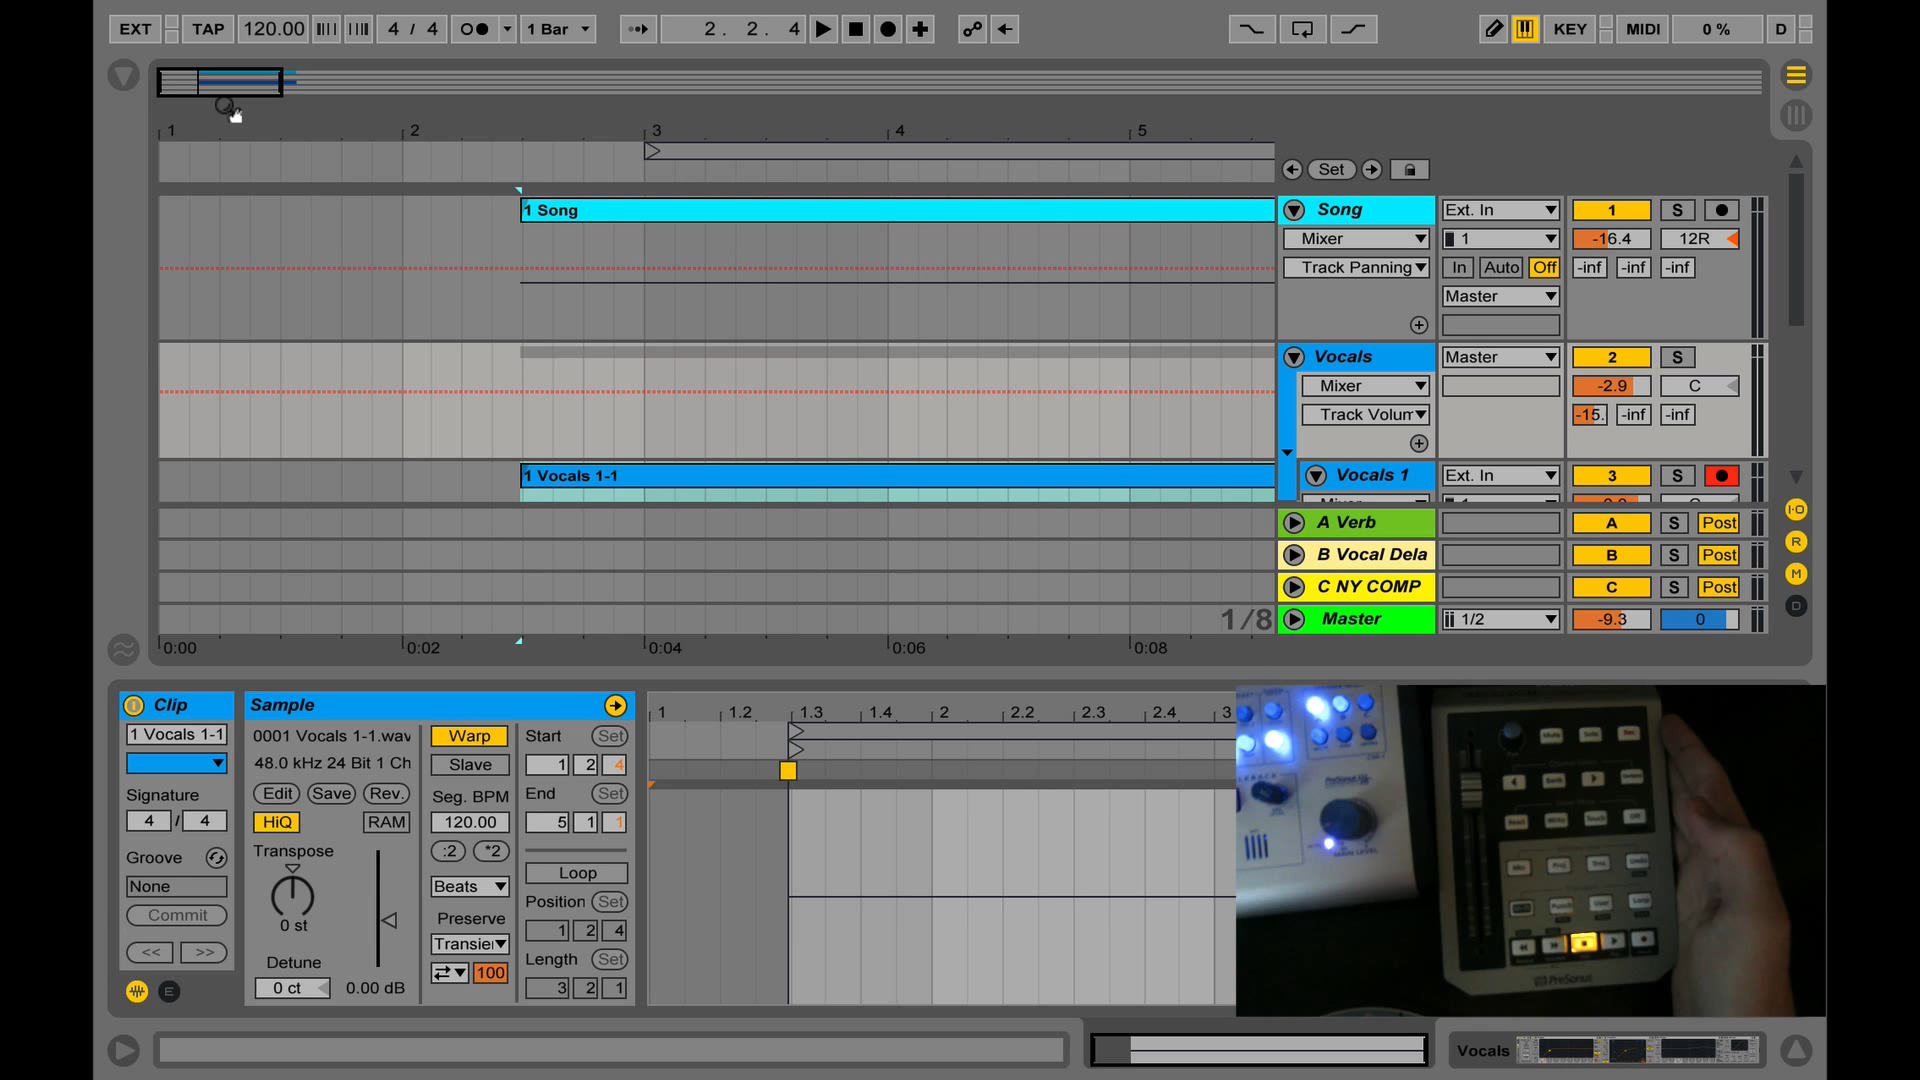 EXT TAP 120.00 4 / 4 1 Bar 2. 2. 4 KEY MIDI 0 % D
1 2 3 4 5
Set
1 Song
Song Ext. In 1 S
Mixer 1 -16.4 12R
Track Panning In Auto Off -inf -inf -inf
Master
Vocals Master 2 S
Mixer -2.9 C
Track Volum -15. -inf -inf
1 Vocals 1-1
Vocals 1 Ext. In 3 S
I·O
A Verb A S Post
R
B Vocal Dela B S Post
M
C NY COMP C S Post
D
1/8
Master 1/2 -9.3 0
0:00 0:02 0:04 0:06 0:08
Clip
1 Vocals 1-1
Signature
4 / 4
Groove
None
Commit
<< >>
E
Sample
0001 Vocals 1-1.wav
48.0 kHz 24 Bit 1 Ch
Edit Save Rev.
HiQ RAM
Transpose
0 st
Detune
0 ct 0.00 dB
Warp
Slave
Seg. BPM
120.00
:2 *2
Beats
Preserve
Transie
100
Start Set
1 2 4
End Set
5 1 1
Loop
Position Set
1 2 4
Length Set
3 2 1
1 1.2 1.3 1.4 2 2.2 2.3 2.4 3
MAIN LEVEL
PreSonus
Vocals